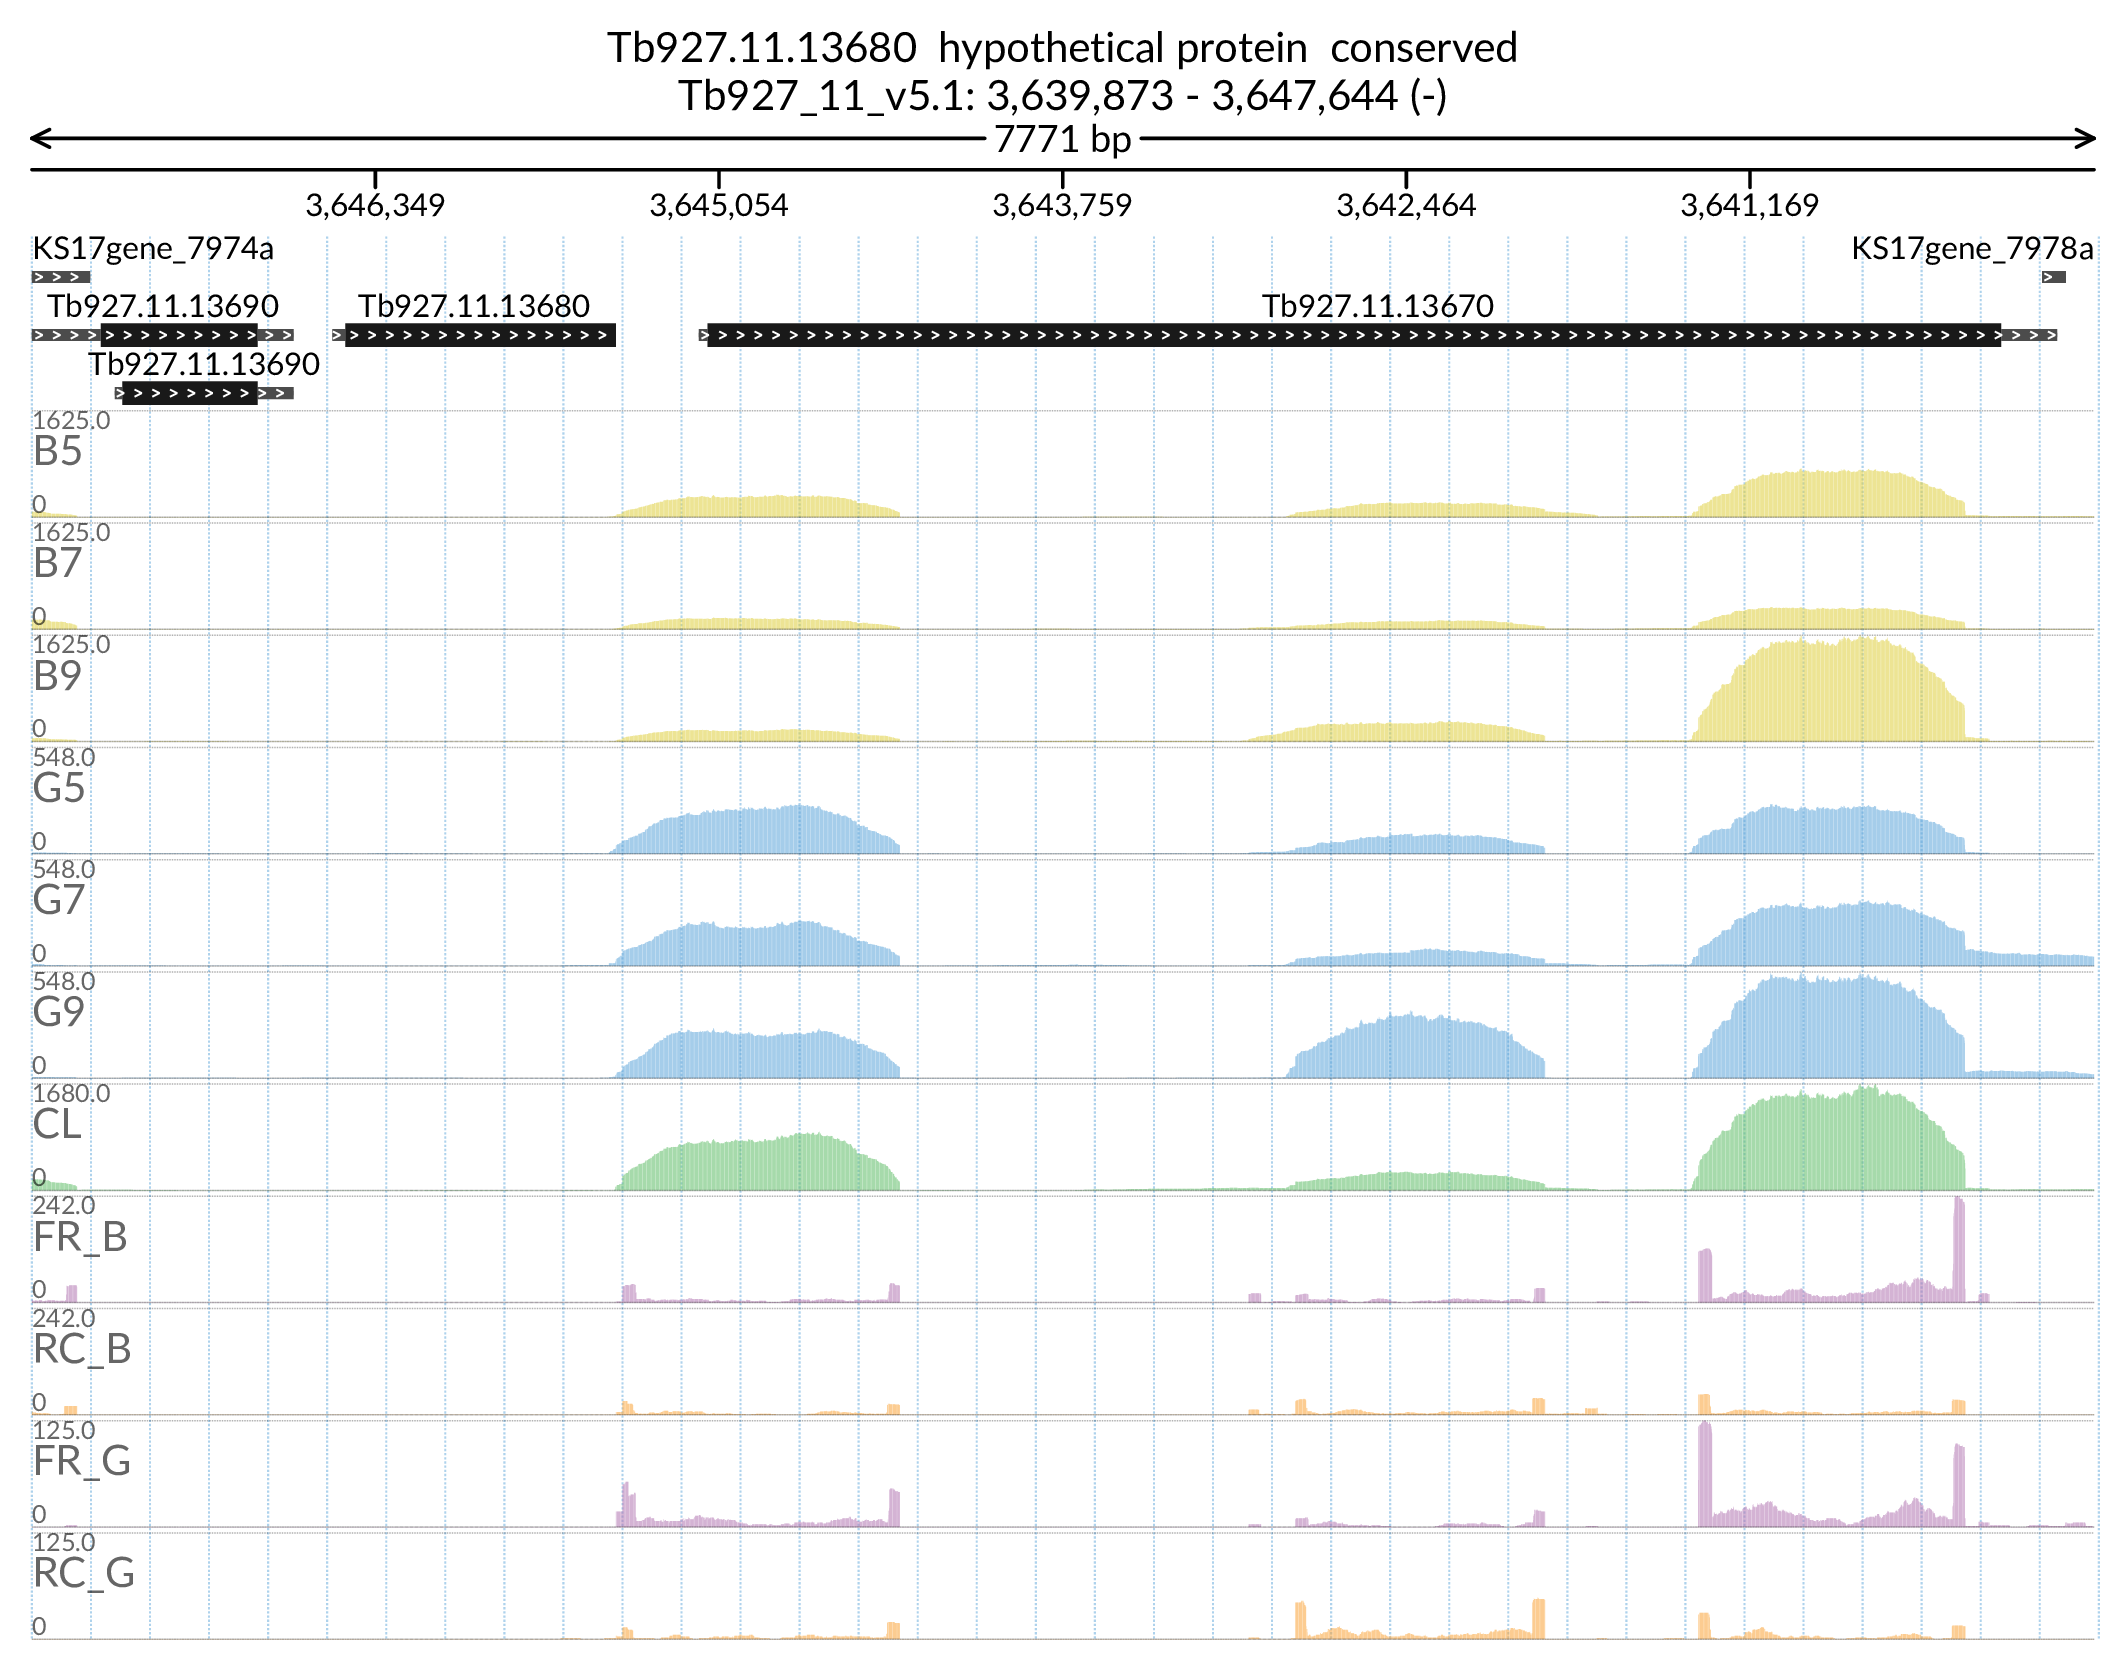 Tb927.11.13680 hypothetical protein conserved
Tb927_11_v5.1: 3,639,873 - 3,647,644 (-)
7771 bp
3,646,349 3,645,054 3,643,759 3,642,464 3,641,169
KS17gene_7974a KS17gene_7978a
Tb927.11.13690 Tb927.11.13680 Tb927.11.13670
Tb927.11.13690
1625.0
B5
0
1625.0
B7
0
1625.0
B9
0
548.0
G5
0
548.0
G7
0
548.0
G9
0
1680.0
CL
0
242.0
FR_B
0
242.0
RC_B
0
125.0
FR_G
0
125.0
RC_G
0